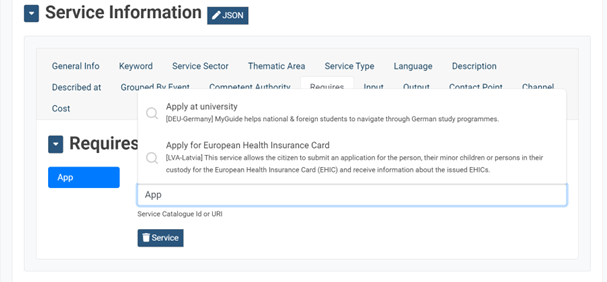 Service Information JSON
General Info Keyword Service Sector Thematic Area Service Type Language Description
Described at Grouped By Event Competent Authority Requires Input Output Contact Point Channel
Cost
Apply at university
[DEU-Germany] MyGuide helps national & foreign students to navigate through German study programmes.
Requires
Apply for European Health Insurance Card
[LVA-Latvia] This service allows the citizen to submit an application for the person, their minor children or persons in their
custody for the European Health Insurance Card (EHIC) and receive information about the issued EHICs.
App
App
Service Catalogue Id or URI
Service